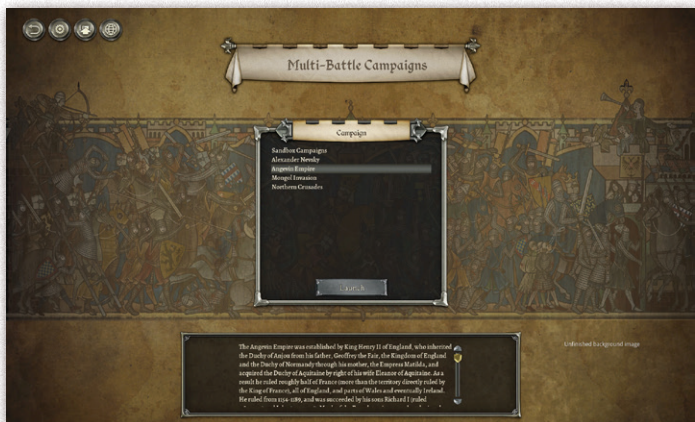 Multi-Battle Campaigns
Campaign
Sandbox Campaigns
Alexander Nevsky
Angevin Empire
Mongol Invasion
Northern Crusades
Launch
The Angevin Empire was established by King Henry II of England, who inherited
the Duchy of Anjou from his father, Geoffrey the Fair, the Kingdom of England
and the Duchy of Normandy through his mother, the Empress Matilda, and
acquired the Duchy of Aquitaine by right of his wife Eleanor of Aquitaine. As a
result he ruled roughly half of France (more than the territory directly ruled by
the King of France), all of England, and parts of Wales and eventually Ireland.
He ruled from 1154-1189, and was succeeded by his son Richard I (ruled
Unfinished Background image